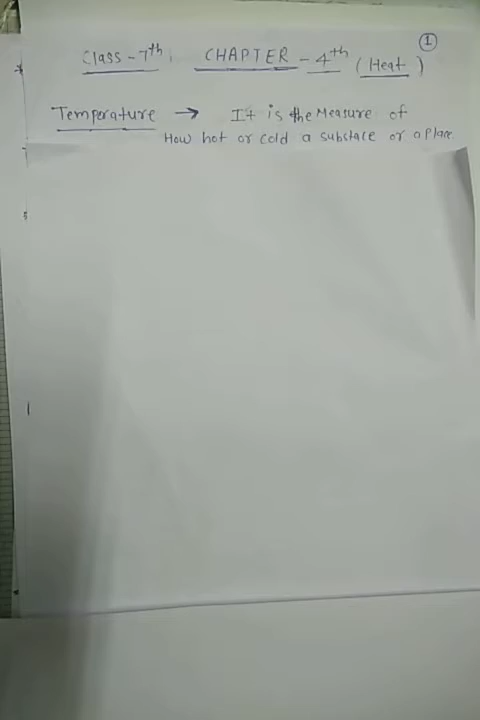 ①
Class - 7th, CHAPTER - 4th (Heat)
Temperature → It is the Measure of
How hot or cold a substace or a place